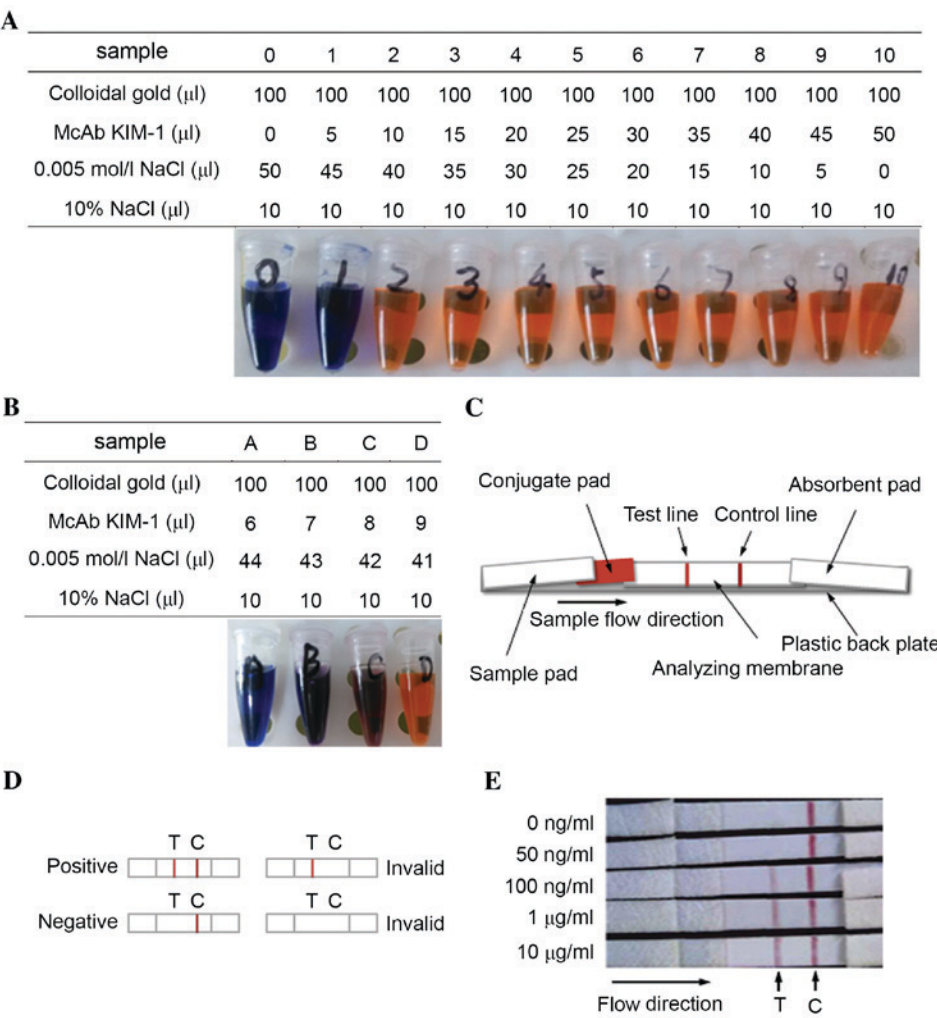 A
sample 0 1 2 3 4 5 6 7 8 9 10
Colloidal gold (μl) 100 100 100 100 100 100 100 100 100 100 100
McAb KIM-1 (μl) 0 5 10 15 20 25 30 35 40 45 50
0.005 mol/l NaCl (μl) 50 45 40 35 30 25 20 15 10 5 0
10% NaCl (μl) 10 10 10 10 10 10 10 10 10 10 10
0 1 2 3 4 5 6 7 8 9 10
B
sample A B C D
Colloidal gold (μl) 100 100 100 100
McAb KIM-1 (μl) 6 7 8 9
0.005 mol/l NaCl (μl) 44 43 42 41
10% NaCl (μl) 10 10 10 10
A B C D
C
Conjugate pad
Absorbent pad
Test line Control line
Sample flow direction
Plastic back plate
Analyzing membrane
Sample pad
D
T C T C
Positive Invalid
T C T C
Negative Invalid
E
0 ng/ml
50 ng/ml
100 ng/ml
1 μg/ml
10 μg/ml
Flow direction T C